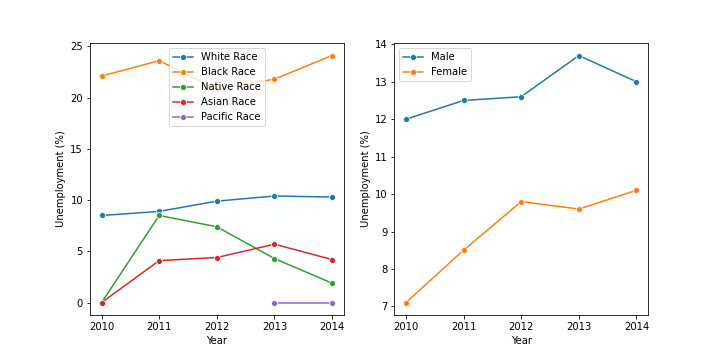 25
20
15
10
5
0
Unemployment (%)
White Race
Black Race
Native Race
Asian Race
Pacific Race
2010 2011 2012 2013 2014
Year
14
13
12
11
10
9
8
7
Unemployment (%)
Male
Female
2010 2011 2012 2013 2014
Year